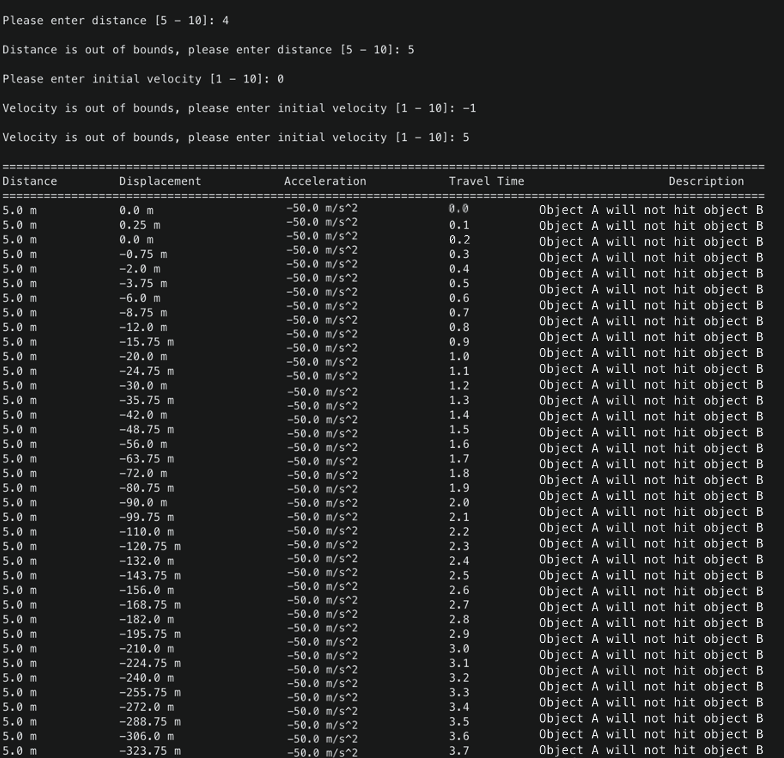 Please enter distance [5 - 10]: 4
Distance is out of bounds, please enter distance [5 - 10]: 5
Please enter initial velocity [1 - 10]: 0
Velocity is out of bounds, please enter initial velocity [1 - 10]: -1
Velocity is out of bounds, please enter initial velocity [1 - 10]: 5
Distance Displacement Acceleration Travel Time Description
5.0 m 0.0 m -50.0 m/s^2 0.0 Object A will not hit object B
5.0 m 0.25 m -50.0 m/s^2 0.1 Object A will not hit object B
5.0 m 0.0 m -50.0 m/s^2 0.2 Object A will not hit object B
5.0 m -0.75 m -50.0 m/s^2 0.3 Object A will not hit object B
5.0 m -2.0 m -50.0 m/s^2 0.4 Object A will not hit object B
5.0 m -3.75 m -50.0 m/s^2 0.5 Object A will not hit object B
5.0 m -6.0 m -50.0 m/s^2 0.6 Object A will not hit object B
5.0 m -8.75 m -50.0 m/s^2 0.7 Object A will not hit object B
5.0 m -12.0 m -50.0 m/s^2 0.8 Object A will not hit object B
5.0 m -15.75 m -50.0 m/s^2 0.9 Object A will not hit object B
5.0 m -20.0 m -50.0 m/s^2 1.0 Object A will not hit object B
5.0 m -24.75 m -50.0 m/s^2 1.1 Object A will not hit object B
5.0 m -30.0 m -50.0 m/s^2 1.2 Object A will not hit object B
5.0 m -35.75 m -50.0 m/s^2 1.3 Object A will not hit object B
5.0 m -42.0 m -50.0 m/s^2 1.4 Object A will not hit object B
5.0 m -48.75 m -50.0 m/s^2 1.5 Object A will not hit object B
5.0 m -56.0 m -50.0 m/s^2 1.6 Object A will not hit object B
5.0 m -63.75 m -50.0 m/s^2 1.7 Object A will not hit object B
5.0 m -72.0 m -50.0 m/s^2 1.8 Object A will not hit object B
5.0 m -80.75 m -50.0 m/s^2 1.9 Object A will not hit object B
5.0 m -90.0 m -50.0 m/s^2 2.0 Object A will not hit object B
5.0 m -99.75 m -50.0 m/s^2 2.1 Object A will not hit object B
5.0 m -110.0 m -50.0 m/s^2 2.2 Object A will not hit object B
5.0 m -120.75 m -50.0 m/s^2 2.3 Object A will not hit object B
5.0 m -132.0 m -50.0 m/s^2 2.4 Object A will not hit object B
5.0 m -143.75 m -50.0 m/s^2 2.5 Object A will not hit object B
5.0 m -156.0 m -50.0 m/s^2 2.6 Object A will not hit object B
5.0 m -168.75 m -50.0 m/s^2 2.7 Object A will not hit object B
5.0 m -182.0 m -50.0 m/s^2 2.8 Object A will not hit object B
5.0 m -195.75 m -50.0 m/s^2 2.9 Object A will not hit object B
5.0 m -210.0 m -50.0 m/s^2 3.0 Object A will not hit object B
5.0 m -224.75 m -50.0 m/s^2 3.1 Object A will not hit object B
5.0 m -240.0 m -50.0 m/s^2 3.2 Object A will not hit object B
5.0 m -255.75 m -50.0 m/s^2 3.3 Object A will not hit object B
5.0 m -272.0 m -50.0 m/s^2 3.4 Object A will not hit object B
5.0 m -288.75 m -50.0 m/s^2 3.5 Object A will not hit object B
5.0 m -306.0 m -50.0 m/s^2 3.6
5.0 m -323.75 m -50.0 m/s^2 3.7